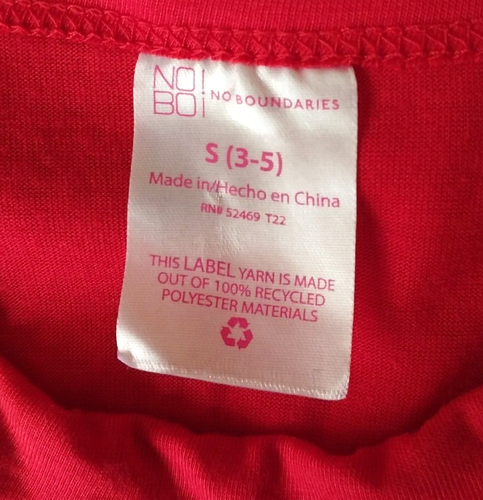 NO
BO
NO BOUNDARIES
S (3-5)
Made in/Hecho en China
RN# 52469 T22
THIS LABEL YARN IS MADE
OUT OF 100% RECYCLED
POLYESTER MATERIALS